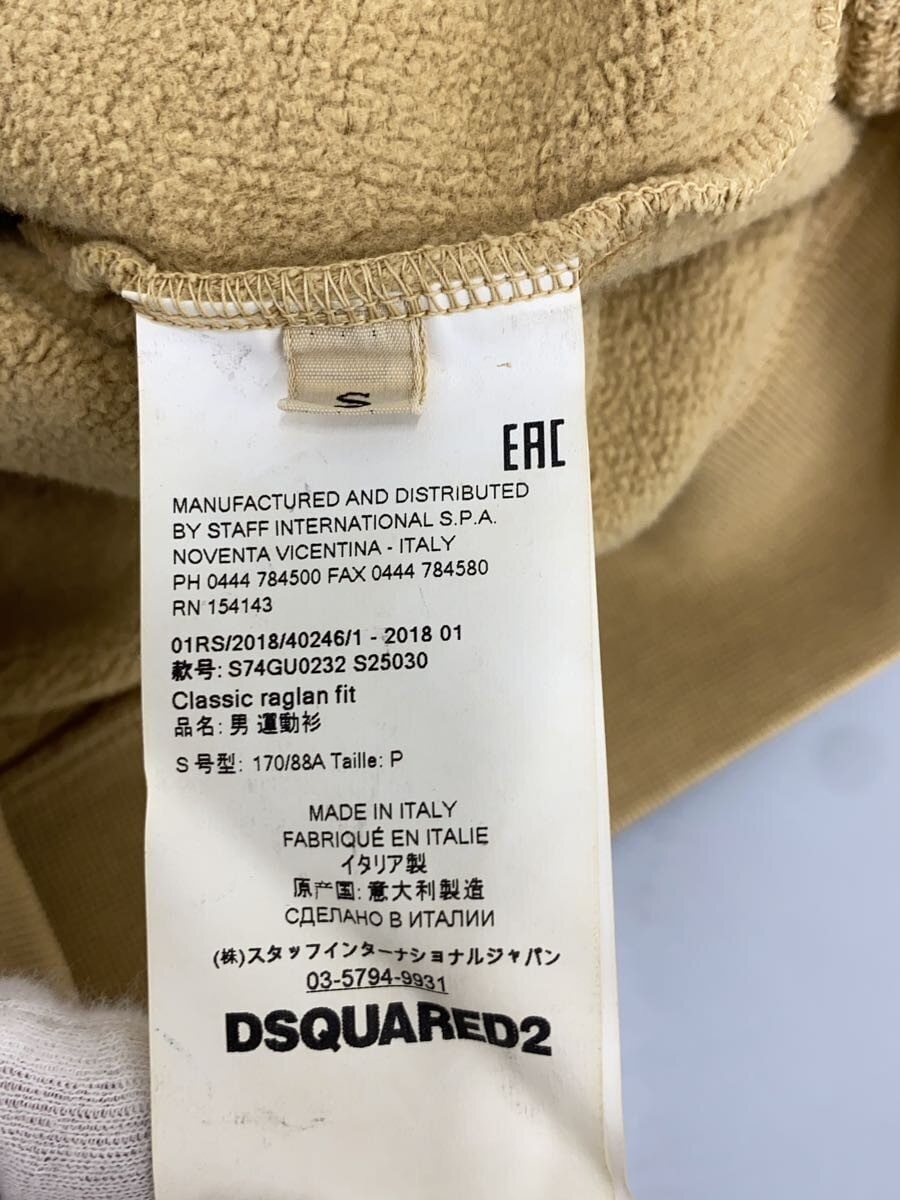 S
EAC
MANUFACTURED AND DISTRIBUTED
BY STAFF INTERNATIONAL S.P.A.
NOVENTA VICENTINA - ITALY
PH 0444 784500 FAX 0444 784580
RN 154143
01RS/2018/40246/1 - 2018 01
款号: S74GU0232 S25030
Classic raglan fit
品名: 男 運動衫
S 号型: 170/88A Taille: P
MADE IN ITALY
FABRIQUÉ EN ITALIE
イタリア製
原产国: 意大利製造
СДЕЛАНО В ИТАЛИИ
(株)スタッフインターナショナルジャパン
03-5794-9931
DSQUARED2